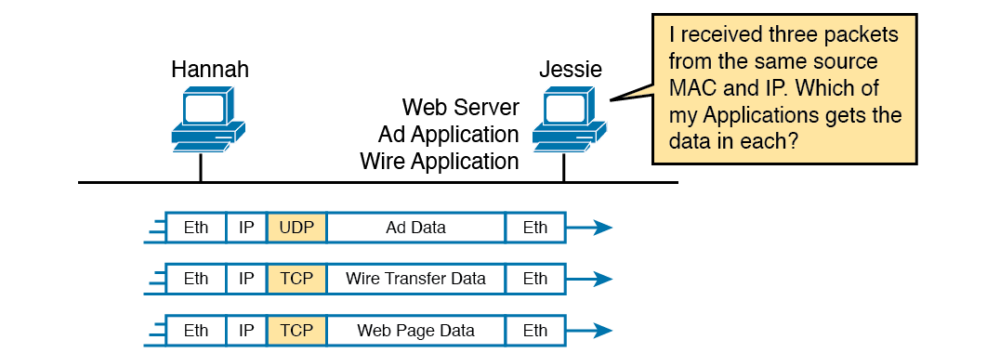 Hannah
Jessie
Web Server
Ad Application
Wire Application
I received three packets
from the same source
MAC and IP. Which of
my Applications gets the
data in each?
Eth IP UDP Ad Data Eth
Eth IP TCP Wire Transfer Data Eth
Eth IP TCP Web Page Data Eth